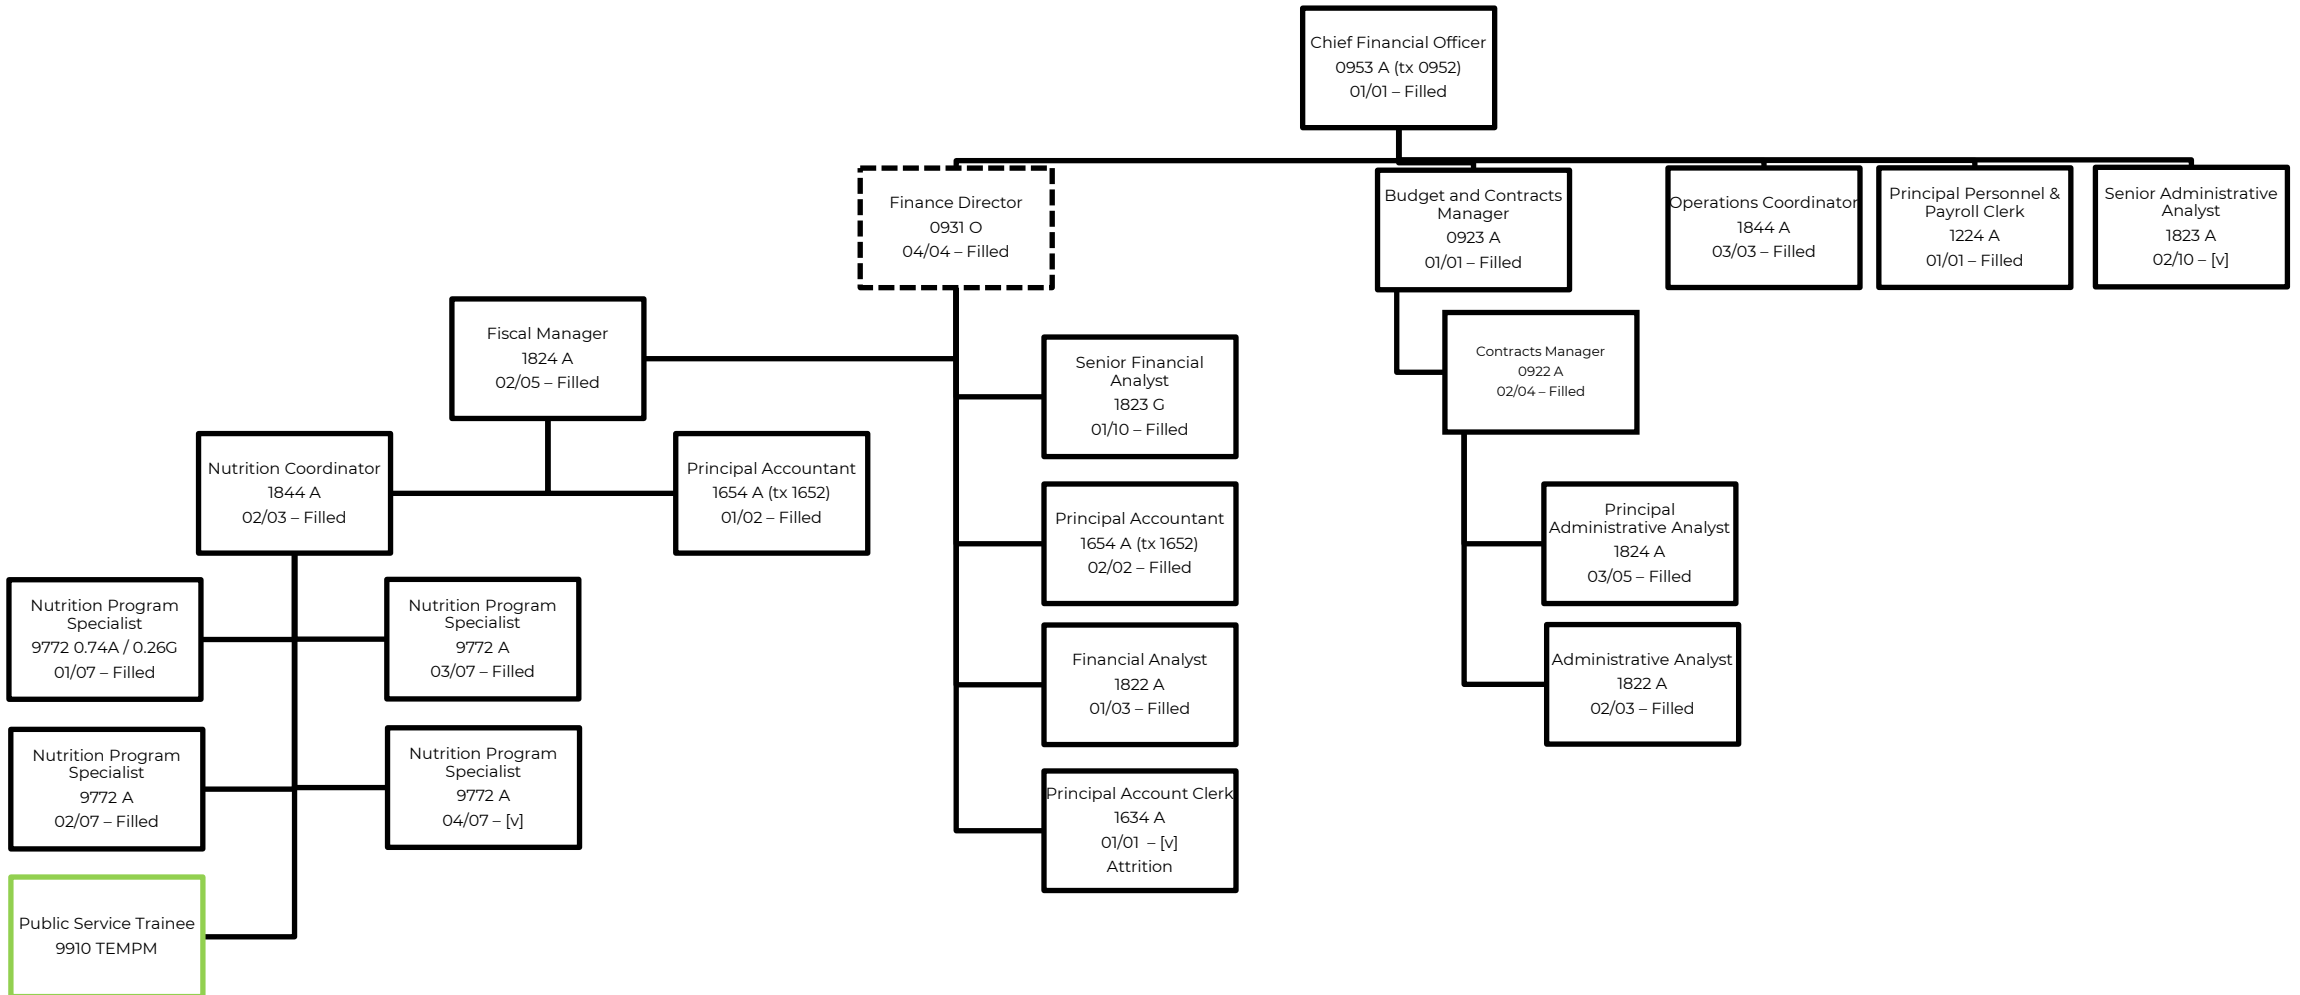 Chief Financial Officer
0953 A (tx 0952)
01/01 – Filled
Finance Director
0931 O
04/04 – Filled
Budget and Contracts
Manager
0923 A
01/01 – Filled
Operations Coordinator
1844 A
03/03 – Filled
Principal Personnel &
Payroll Clerk
1224 A
01/01 – Filled
Senior Administrative
Analyst
1823 A
02/10 – [v]
Fiscal Manager
1824 A
02/05 – Filled
Senior Financial
Analyst
1823 G
01/10 – Filled
Contracts Manager
0922 A
02/04 – Filled
Nutrition Coordinator
1844 A
02/03 – Filled
Principal Accountant
1654 A (tx 1652)
01/02 – Filled
Principal Accountant
1654 A (tx 1652)
02/02 – Filled
Principal
Administrative Analyst
1824 A
03/05 – Filled
Nutrition Program
Specialist
9772 0.74A / 0.26G
01/07 – Filled
Nutrition Program
Specialist
9772 A
03/07 – Filled
Financial Analyst
1822 A
01/03 – Filled
Administrative Analyst
1822 A
02/03 – Filled
Nutrition Program
Specialist
9772 A
02/07 – Filled
Nutrition Program
Specialist
9772 A
04/07 – [v]
Principal Account Clerk
1634 A
01/01  – [v]
Attrition
Public Service Trainee
9910 TEMPM